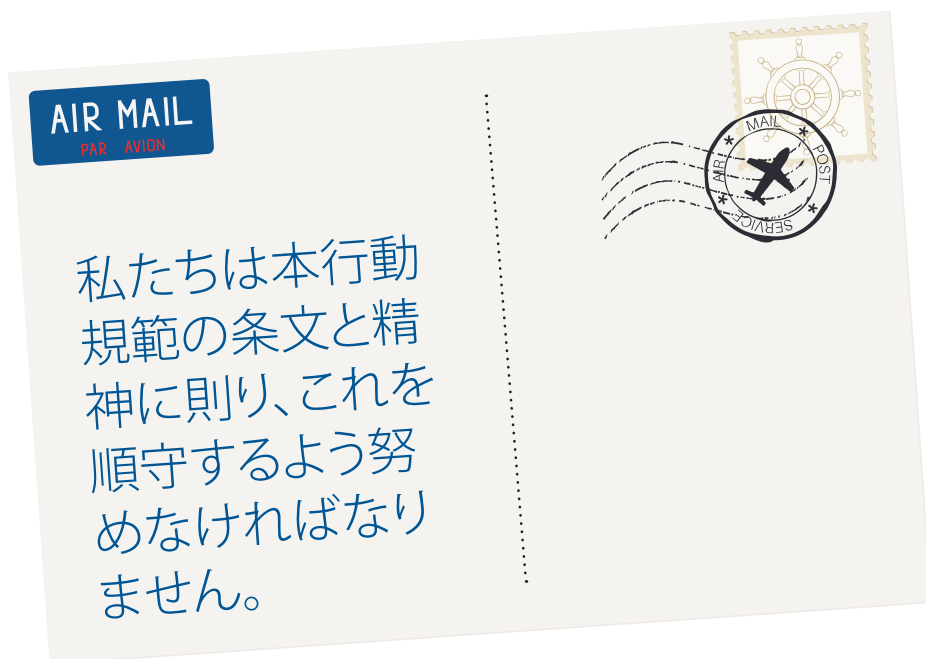 AIR MAIL
PAR AVION
AIR MAIL POST SERVICE
私たちは本行動
規範の条文と精
神に則り、これを
順守するよう努
めなければなり
ません。